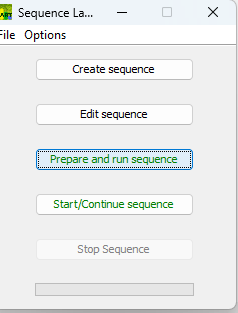 Sequence La...
File Options
Create sequence
Edit sequence
Prepare and run sequence
Start/Continue sequence
Stop Sequence